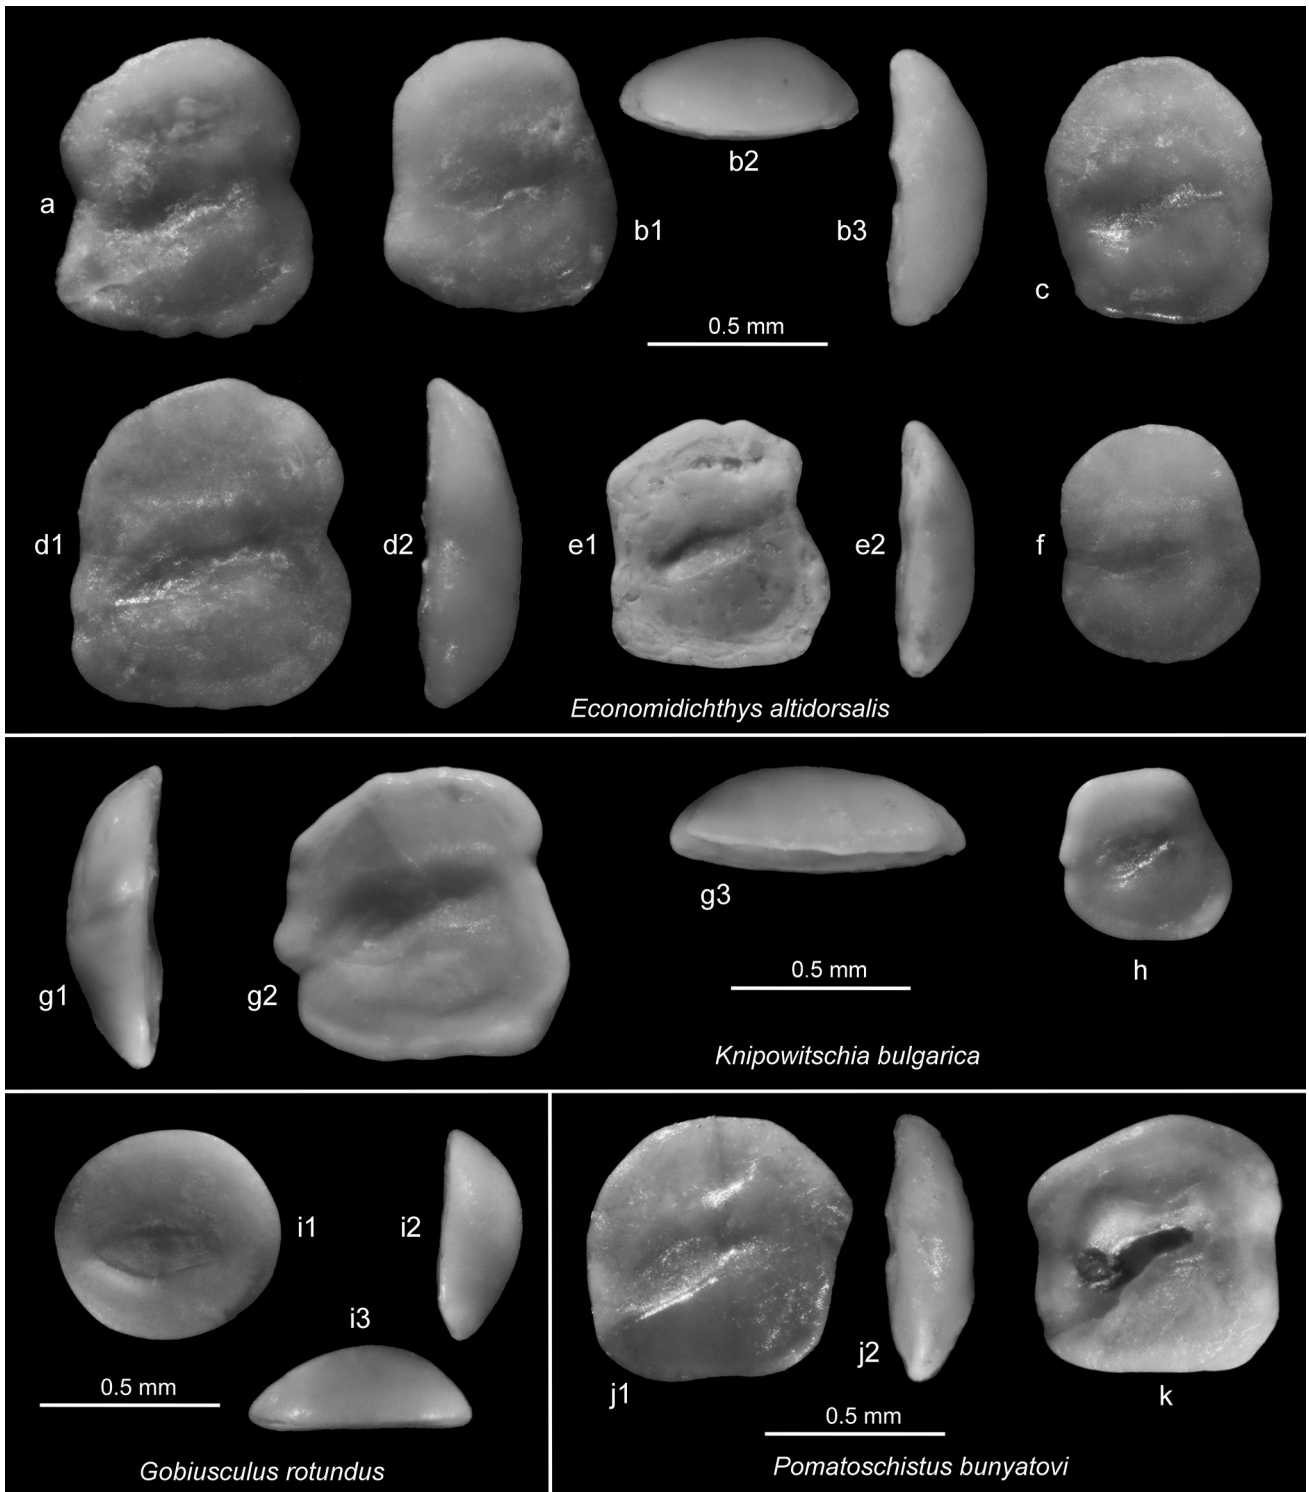 a
b1
b2
b3
c
0.5 mm
d1
d2
e1
e2
f
Economidichthys altidorsalis
g1
g2
g3
h
0.5 mm
Knipowitschia bulgarica
i1
i2
i3
0.5 mm
Gobiusculus rotundus
j1
j2
k
0.5 mm
Pomatoschistus bunyatovi